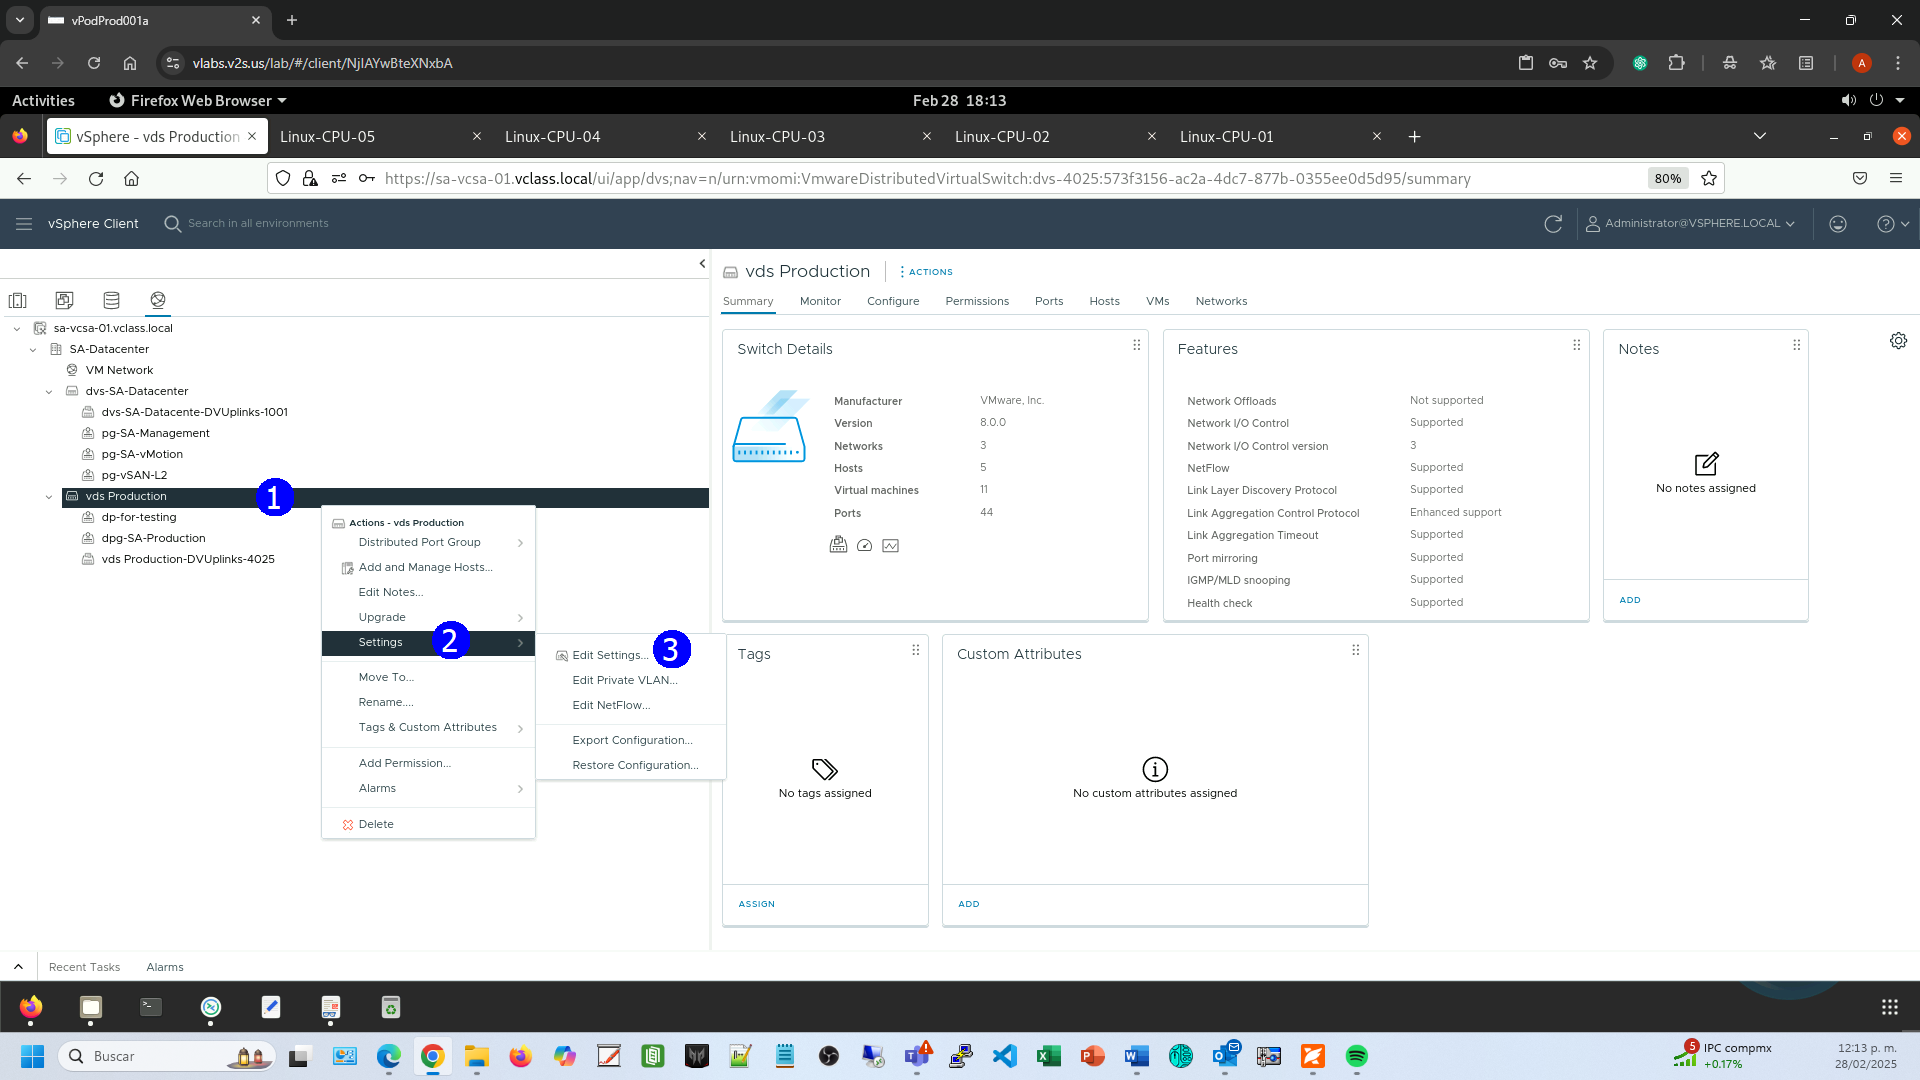 vPodProd001a
vlabs.v2s.us/lab/#/client/NjIAYwBteXNxbA
A
Activities
Firefox Web Browser
Feb 28 18:13
vSphere - vds Production
Linux-CPU-05
Linux-CPU-04
Linux-CPU-03
Linux-CPU-02
Linux-CPU-01
https://sa-vcsa-01.vclass.local/ui/app/dvs;nav=n/urn:vmomi:VmwareDistributedVirtualSwitch:dvs-4025:573f3156-ac2a-4dc7-877b-0355ee0d5d95/summary
80%
vSphere Client
Search in all environments
Administrator@VSPHERE.LOCAL
sa-vcsa-01.vclass.local
SA-Datacenter
VM Network
dvs-SA-Datacenter
dvs-SA-Datacente-DVUplinks-1001
pg-SA-Management
pg-SA-vMotion
pg-vSAN-L2
vds Production
1
dp-for-testing
dpg-SA-Production
vds Production-DVUplinks-4025
Actions - vds Production
Distributed Port Group
Add and Manage Hosts...
Edit Notes...
Upgrade
Settings
2
Move To...
Rename....
Tags & Custom Attributes
Add Permission...
Alarms
Delete
Edit Settings...
3
Edit Private VLAN...
Edit NetFlow...
Export Configuration...
Restore Configuration...
vds Production
ACTIONS
Summary
Monitor
Configure
Permissions
Ports
Hosts
VMs
Networks
Switch Details
Manufacturer VMware, Inc.
Version 8.0.0
Networks 3
Hosts 5
Virtual machines 11
Ports 44
Features
Network Offloads Not supported
Network I/O Control Supported
Network I/O Control version 3
NetFlow Supported
Link Layer Discovery Protocol Supported
Link Aggregation Control Protocol Enhanced support
Link Aggregation Timeout Supported
Port mirroring Supported
IGMP/MLD snooping Supported
Health check Supported
Notes
No notes assigned
ADD
Tags
No tags assigned
ASSIGN
Custom Attributes
No custom attributes assigned
ADD
Recent Tasks
Alarms
Buscar
5
IPC compmx
+0.17%
12:13 p. m.
28/02/2025